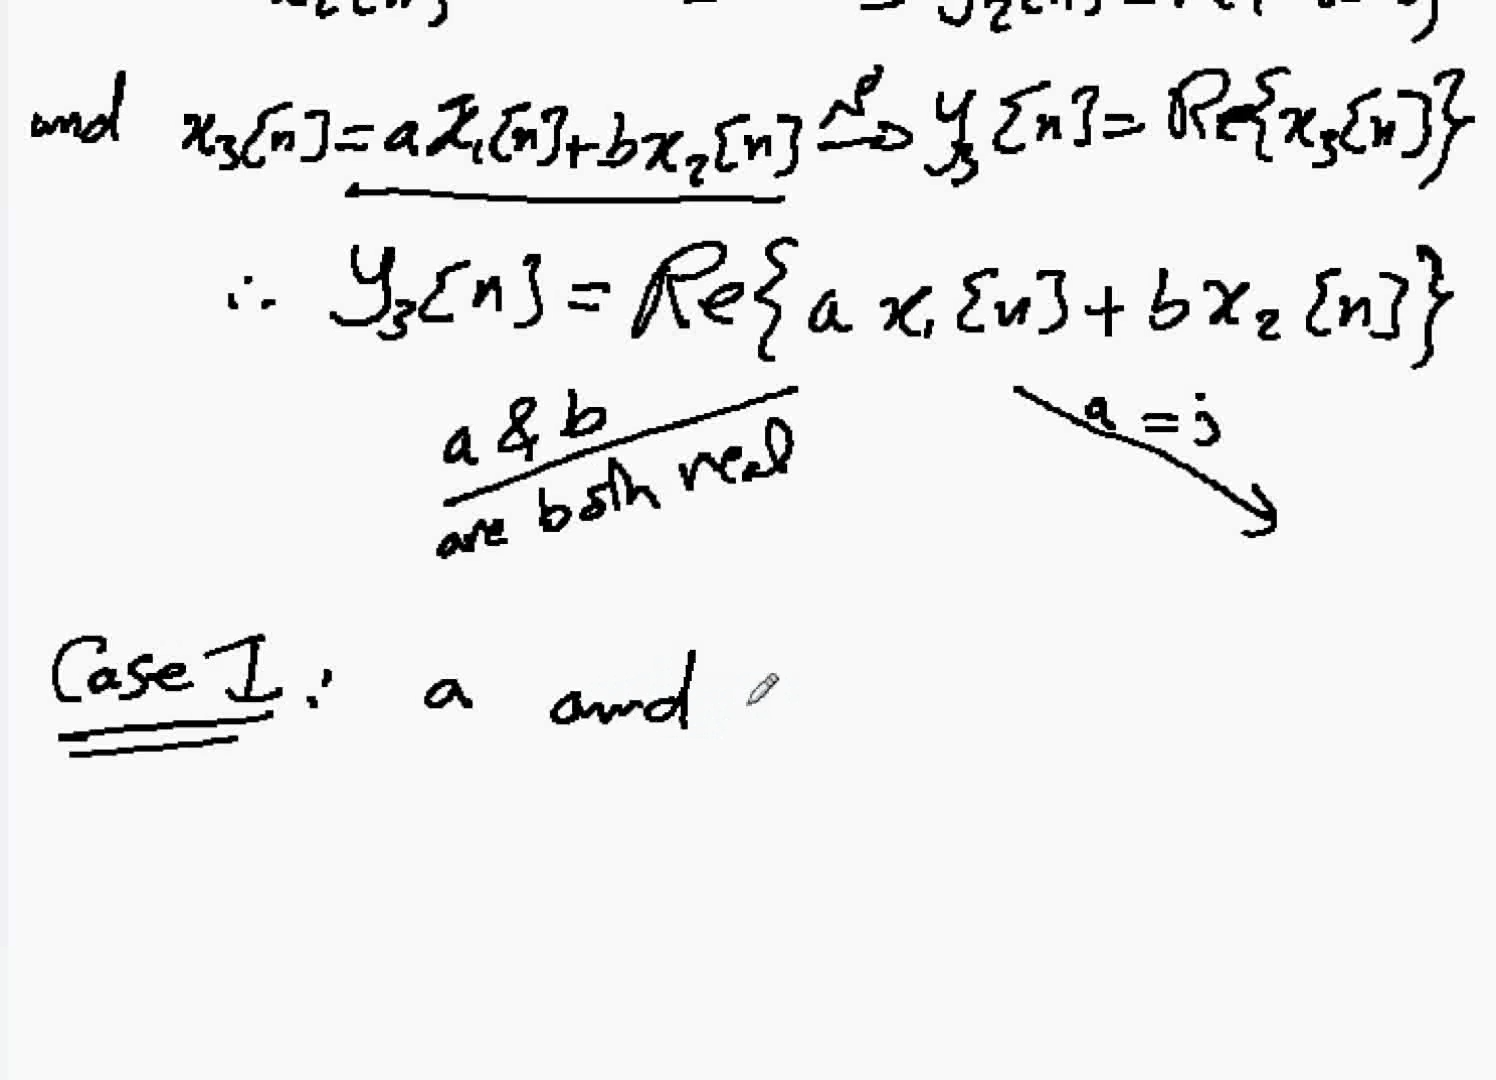 and x₃[n] = a x₁[n] + b x₂[n] → y₃[n] = Re{x₃[n]}
∴ y₃[n] = Re{a x₁[n] + b x₂[n]}
a & b
are both real
a = j
Case I: a and